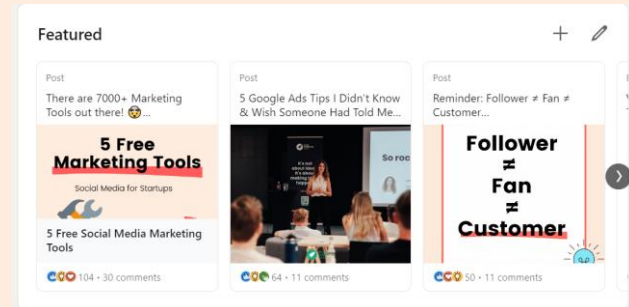 Featured
Post
There are 7000+ Marketing
Tools out there! 🤯...
5 Free
Marketing Tools
Social Media for Startups
5 Free Social Media Marketing
Tools
104 · 30 comments
Post
5 Google Ads Tips I Didn't Know
& Wish Someone Had Told Me...
So roc
64 · 11 comments
Post
Reminder: Follower ≠ Fan ≠
Customer...
Follower
≠
Fan
≠
Customer
50 · 11 comments